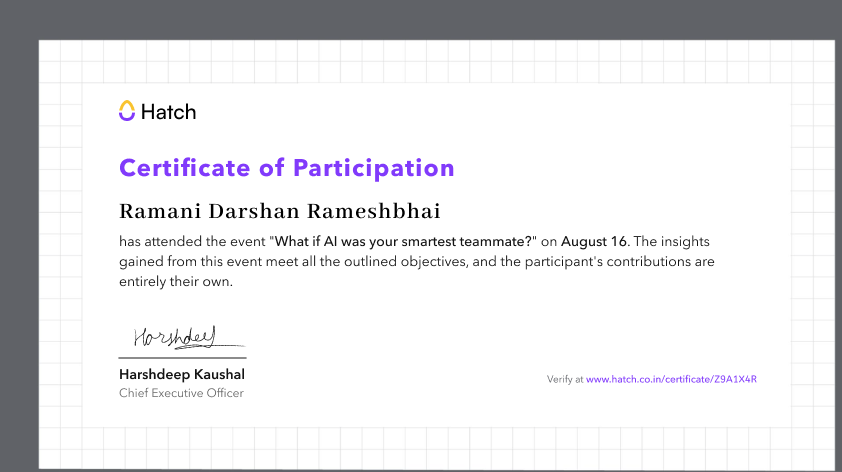 Hatch
Certificate of Participation
Ramani Darshan Rameshbhai
has attended the event "What if AI was your smartest teammate?" on August 16. The insights
gained from this event meet all the outlined objectives, and the participant's contributions are
entirely their own.
Harshdeep
Harshdeep Kaushal
Chief Executive Officer
Verify at www.hatch.co.in/certificate/Z9A1X4R